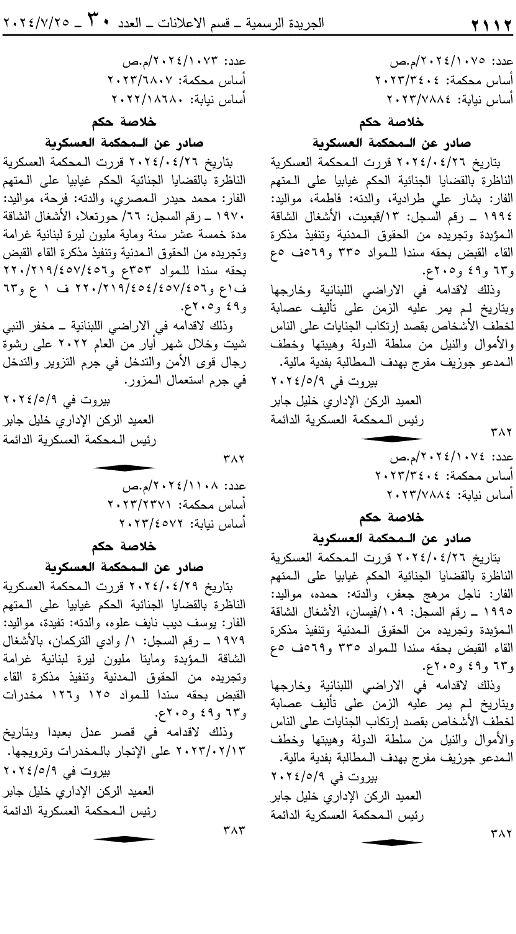 ٢١١٢
الجريدة الرسمية ــ قسم الاعلانات ــ العدد ٣٠ ــ ٢٠٢٤/٧/٢٥
عدد: ٢٠٢٤/١٠٧٥/م.ص
أساس محكمة: ٢٠٢٣/٣٤٠٤
أساس نيابة: ٢٠٢٣/٧٨٨٤
خلاصة حكم
صادر عن المحكمة العسكرية
بتاريخ ٢٠٢٤/٠٤/٢٦ قررت المحكمة العسكرية
الناظرة بالقضايا الجنائية الحكم غيابيا على المتهم
الفار: بشار علي طرادية، والدته: فاطمة، مواليد:
١٩٩٤ ــ رقم السجل: ١٣/قبعيت، الأشغال الشاقة
المؤبدة وتجريده من الحقوق المدنية وتنفيذ مذكرة
القاء القبض بحقه سندا للمواد ٣٣٥ و٥٦٩ف ٥ع
و٦٣ و٤٩ و٢٠٥ع.
وذلك لاقدامه في الاراضي اللبنانية وخارجها
وبتاريخ لم يمر عليه الزمن على تأليف عصابة
لخطف الأشخاص بقصد إرتكاب الجنايات على الناس
والأموال والنيل من سلطة الدولة وهيبتها وخطف
المدعو جوزيف مفرج بهدف المطالبة بفدية مالية.
بيروت في ٢٠٢٤/٥/٩
العميد الركن الإداري خليل جابر
رئيس المحكمة العسكرية الدائمة
٣٨٢
عدد: ٢٠٢٤/١٠٧٤/م.ص
أساس محكمة: ٢٠٢٣/٣٤٠٤
أساس نيابة: ٢٠٢٣/٧٨٨٤
خلاصة حكم
صادر عن المحكمة العسكرية
بتاريخ ٢٠٢٤/٠٤/٢٦ قررت المحكمة العسكرية
الناظرة بالقضايا الجنائية الحكم غيابيا على المتهم
الفار: ناجل مرهج جعفر، والدته: حمده، مواليد:
١٩٩٥ ــ رقم السجل: ١٠٩/فيسان، الأشغال الشاقة
المؤبدة وتجريده من الحقوق المدنية وتنفيذ مذكرة
القاء القبض بحقه سندا للمواد ٣٣٥ و٥٦٩ف ٥ع
و٦٣ و٤٩ و٢٠٥ع.
وذلك لاقدامه في الاراضي اللبنانية وخارجها
وبتاريخ لم يمر عليه الزمن على تأليف عصابة
لخطف الأشخاص بقصد إرتكاب الجنايات على الناس
والأموال والنيل من سلطة الدولة وهيبتها وخطف
المدعو جوزيف مفرج بهدف المطالبة بفدية مالية.
بيروت في ٢٠٢٤/٥/٩
العميد الركن الإداري خليل جابر
رئيس المحكمة العسكرية الدائمة
٣٨٢
عدد: ٢٠٢٤/١٠٧٣/م.ص
أساس محكمة: ٢٠٢٣/٦٨٠٧
أساس نيابة: ٢٠٢٢/١٨٦٨٠
خلاصة حكم
صادر عن المحكمة العسكرية
بتاريخ ٢٠٢٤/٠٤/٢٦ قررت المحكمة العسكرية
الناظرة بالقضايا الجنائية الحكم غيابيا على المتهم
الفار: محمد حيدر المصري، والدته: فرحة، مواليد:
١٩٧٠ ــ رقم السجل: ٦٦/ حورتعلا، الأشغال الشاقة
مدة خمسة عشر سنة وماية مليون ليرة لبنانية غرامة
وتجريده من الحقوق المدنية وتنفيذ مذكرة القاء القبض
بحقه سندا للمواد ٣٥٣ع و٢٢٠/٢١٩/٤٥٧/٤٥٦
ف١ع و٢٢٠/٢١٩/٤٥٤/٤٥٧/٤٥٦ ف ١ ع و٦٣
و٤٩ و٢٠٥ع.
وذلك لاقدامه في الاراضي اللبنانية ــ مخفر النبي
شيت وخلال شهر أيار من العام ٢٠٢٢ على رشوة
رجال قوى الأمن والتدخل في جرم التزوير والتدخل
في جرم استعمال المزور.
بيروت في ٢٠٢٤/٥/٩
العميد الركن الإداري خليل جابر
رئيس المحكمة العسكرية الدائمة
٣٨٢
عدد: ٢٠٢٤/١١٠٨/م.ص
أساس محكمة: ٢٠٢٣/٢٣٧١
أساس نيابة: ٢٠٢٣/٤٥٧٢
خلاصة حكم
صادر عن المحكمة العسكرية
بتاريخ ٢٠٢٤/٠٤/٢٩ قررت المحكمة العسكرية
الناظرة بالقضايا الجنائية الحكم غيابيا على المتهم
الفار: يوسف ديب نايف علوه، والدته: تفيدة، مواليد:
١٩٧٩ ــ رقم السجل: ١/ وادي التركمان، بالأشغال
الشاقة المؤبدة ومايتا مليون ليرة لبنانية غرامة
وتجريده من الحقوق المدنية وتنفيذ مذكرة القاء
القبض بحقه سندا للمواد ١٢٥ و١٢٦ مخدرات
و٦٣ و٤٩ و٢٠٥ع.
وذلك لاقدامه في قصر عدل بعبدا وبتاريخ
٢٠٢٣/٠٢/١٣ على الإتجار بالمخدرات وترويجها.
بيروت في ٢٠٢٤/٥/٩
العميد الركن الإداري خليل جابر
رئيس المحكمة العسكرية الدائمة
٣٨٣